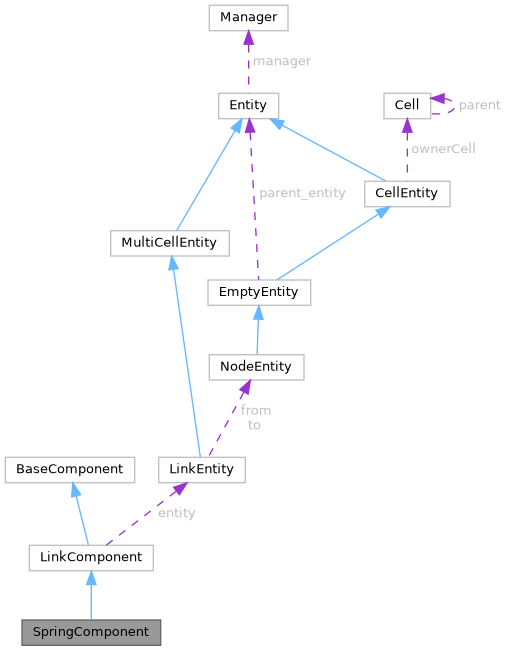 Manager
manager
Entity
Cell
parent
ownerCell
CellEntity
parent_entity
MultiCellEntity
EmptyEntity
NodeEntity
from
to
BaseComponent
LinkEntity
entity
LinkComponent
SpringComponent